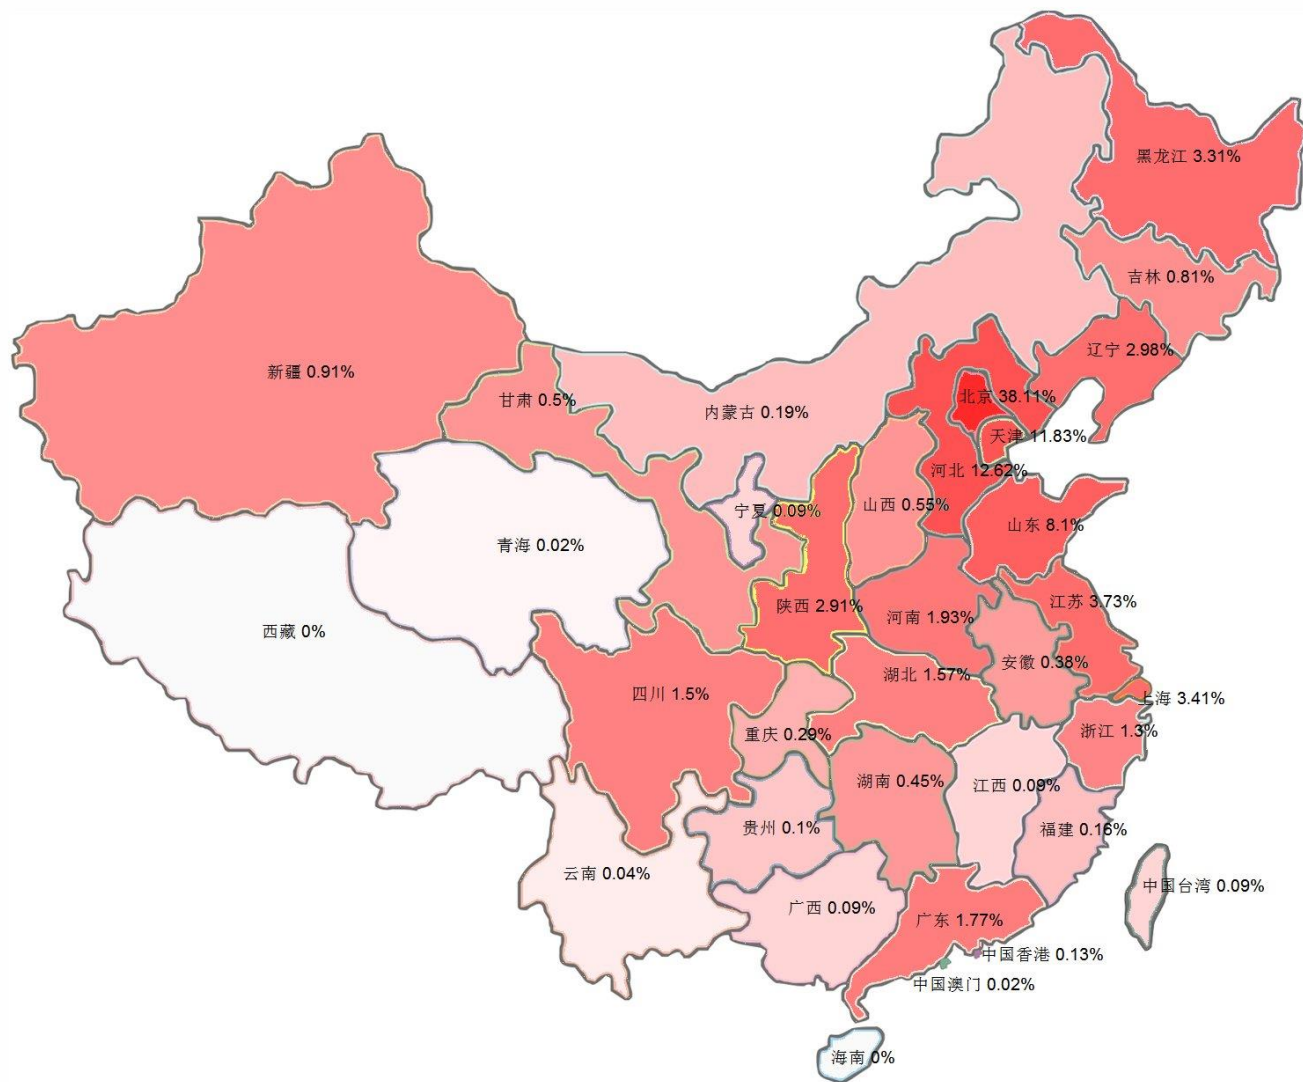 黑龙江 3.31%
吉林 0.81%
辽宁 2.98%
新疆 0.91%
甘肃 0.5%
内蒙古 0.19%
北京 38.11%
天津 11.83%
河北 12.62%
宁夏 0.09%
山西 0.55%
山东 8.1%
青海 0.02%
西藏 0%
陕西 2.91%
河南 1.93%
江苏 3.73%
安徽 0.38%
湖北 1.57%
四川 1.5%
上海 3.41%
重庆 0.29%
浙江 1.3%
湖南 0.45%
江西 0.09%
贵州 0.1%
福建 0.16%
云南 0.04%
中国台湾 0.09%
广西 0.09%
广东 1.77%
中国香港 0.13%
中国澳门 0.02%
海南 0%